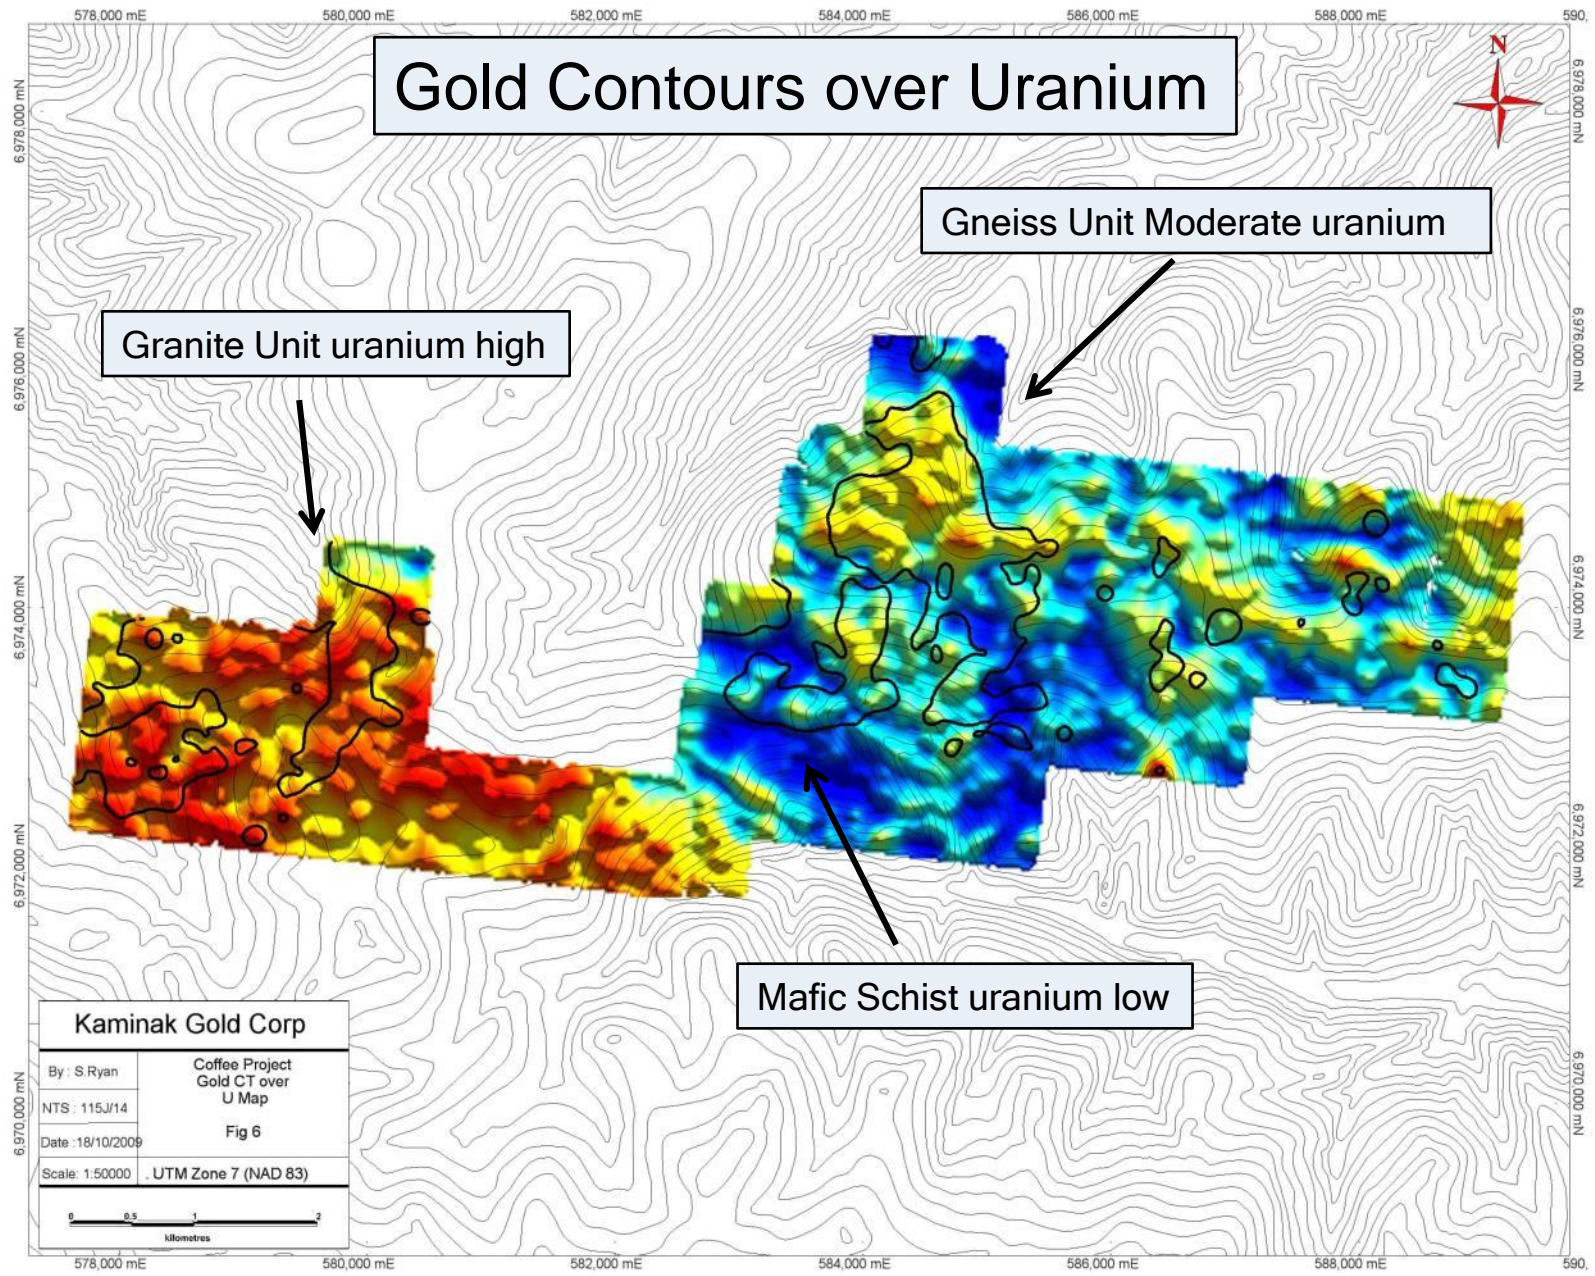 578,000 mE 580,000 mE 582,000 mE 584,000 mE 586,000 mE 588,000 mE 590,
Gold Contours over Uranium
N
6,978,000 mN
6,978,000 mN
Gneiss Unit Moderate uranium
Granite Unit uranium high
6,976,000 mN
6,976,000 mN
6,974,000 mN
6,974,000 mN
6,972,000 mN
6,972,000 mN
Mafic Schist uranium low
Kaminak Gold Corp
By : S.Ryan
Coffee Project
Gold CT over
U Map
NTS : 115J/14
Fig 6
Date :18/10/2009
Scale: 1:50000
. UTM Zone 7 (NAD 83)
0 0.5 1 2
kilometres
6,970,000 mN
6,970,000 mN
578,000 mE 580,000 mE 582,000 mE 584,000 mE 586,000 mE 588,000 mE 590,